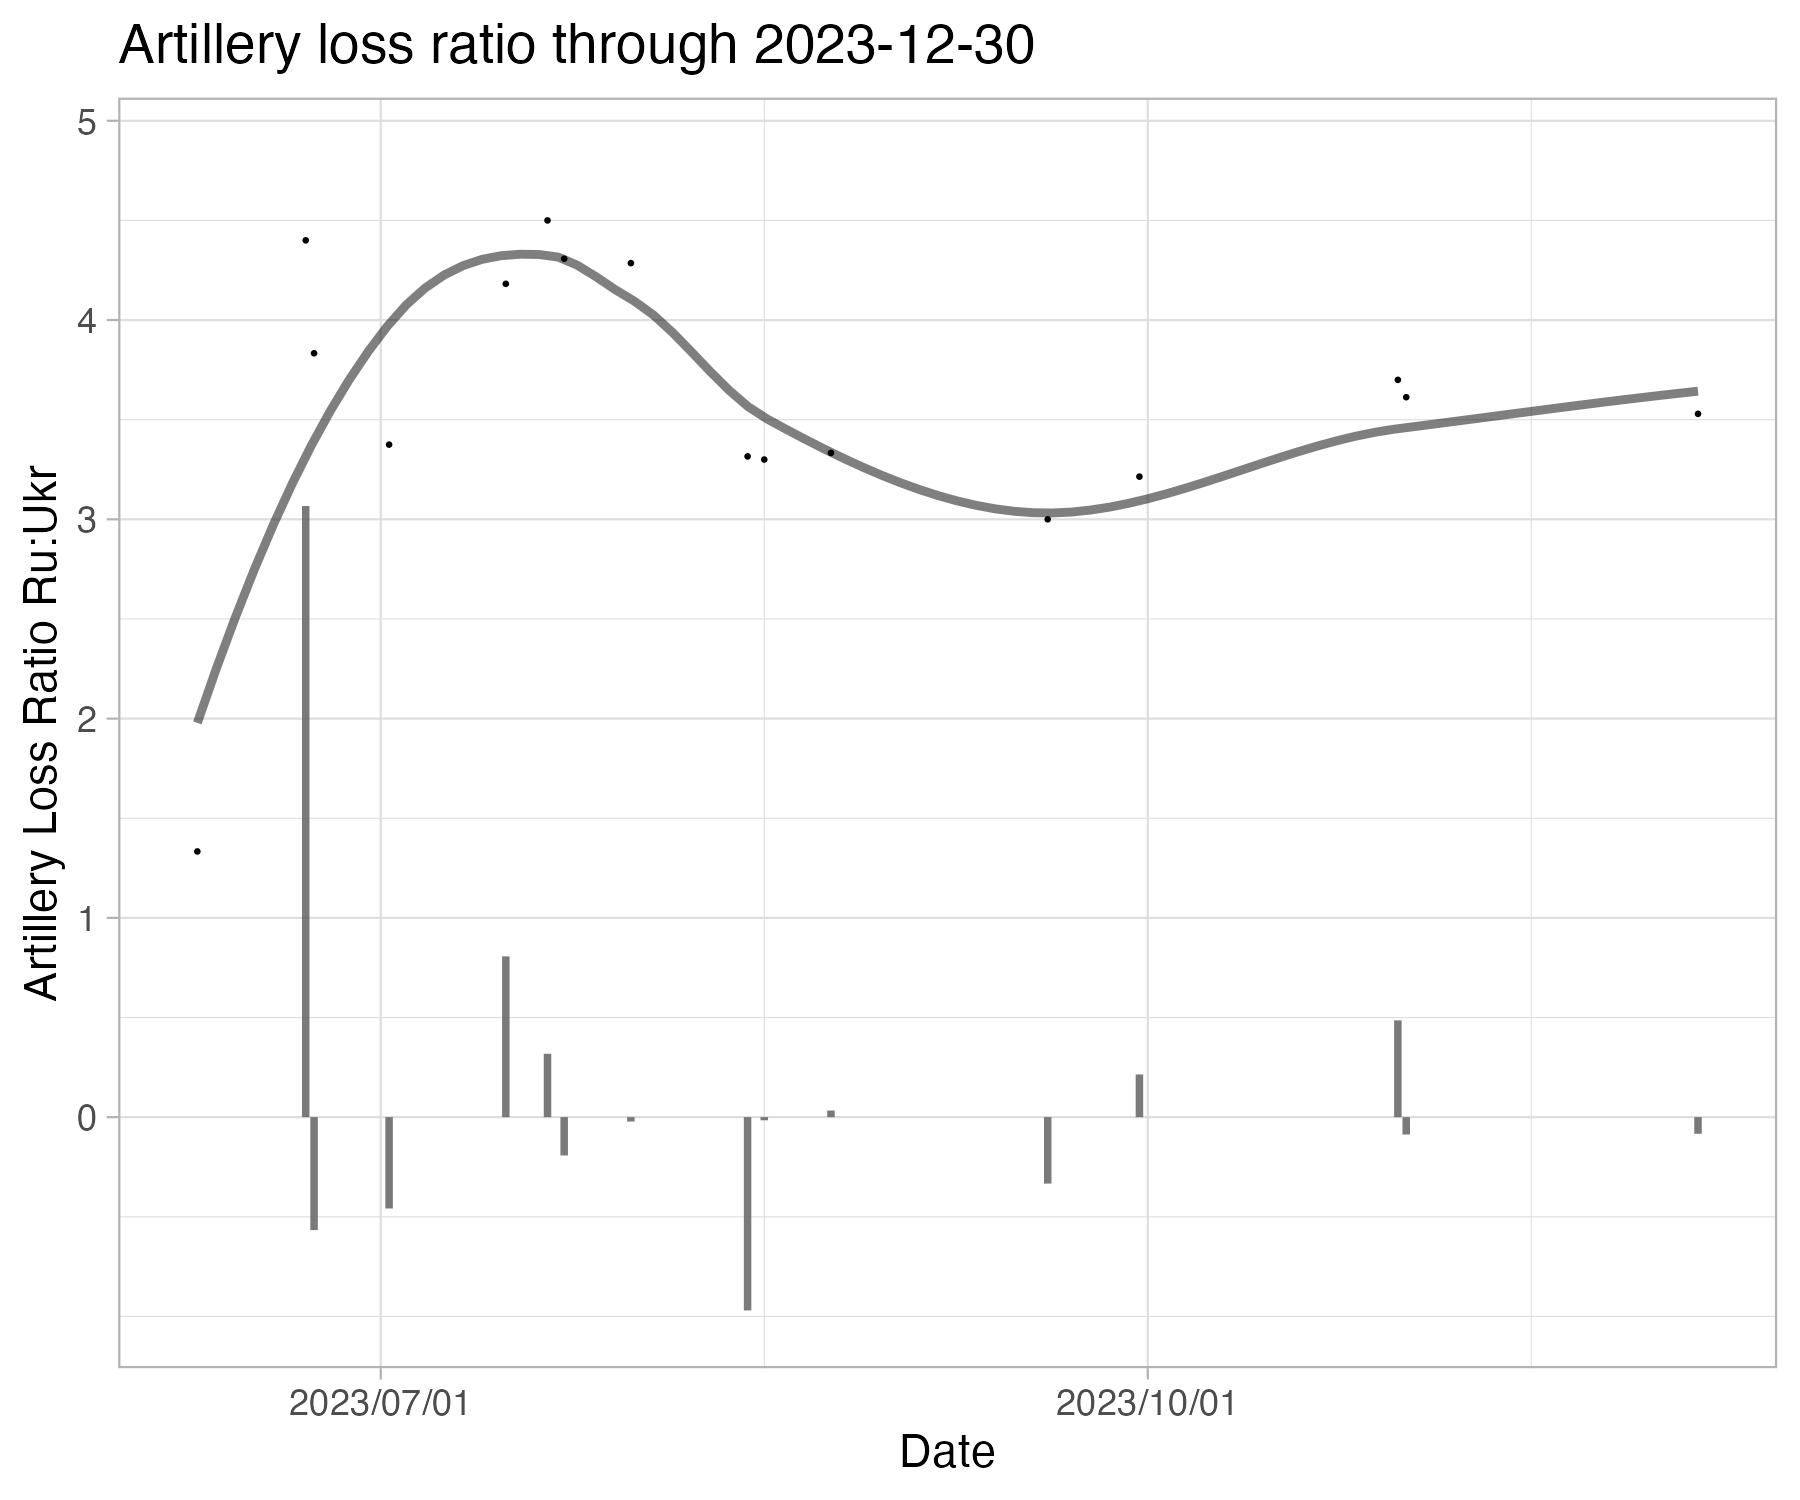 Artillery loss ratio through 2023-12-30
Artillery Loss Ratio Ru:Ukr
5
4
3
2
1
0
2023/07/01
2023/10/01
Date